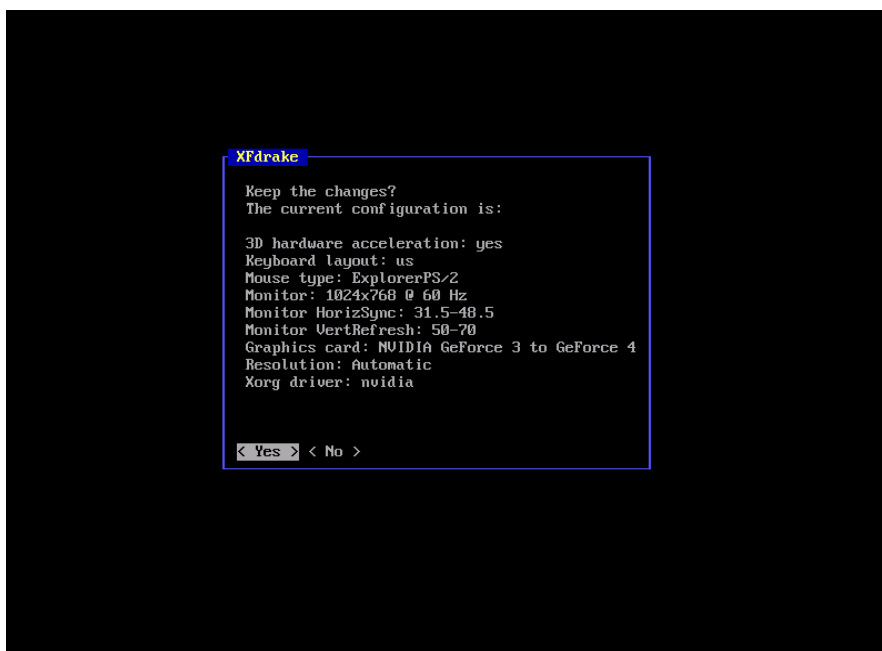 XFdrake
Keep the changes?
The current configuration is:
3D hardware acceleration: yes
Keyboard layout: us
Mouse type: ExplorerPS/2
Monitor: 1024x768 @ 60 Hz
Monitor HorizSync: 31.5-48.5
Monitor VertRefresh: 50-70
Graphics card: NVIDIA GeForce 3 to GeForce 4
Resolution: Automatic
Xorg driver: nvidia
< Yes > < No >